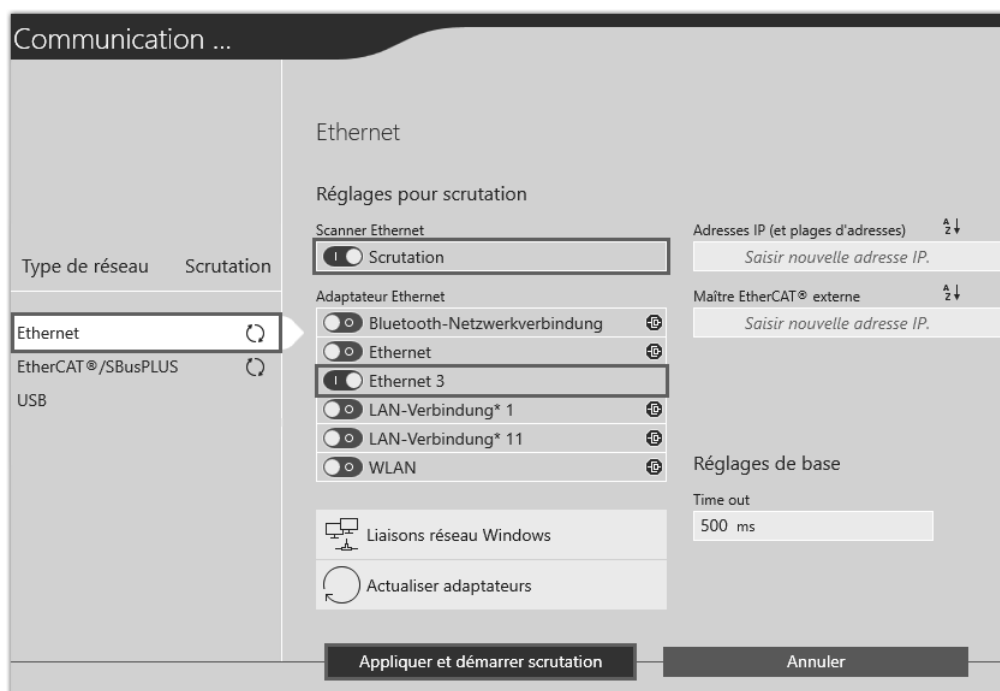 Communication ...
Ethernet
Réglages pour scrutation
Scanner Ethernet
Scrutation
Adresses IP (et plages d'adresses)
Saisir nouvelle adresse IP.
Type de réseau Scrutation
Adaptateur Ethernet
Maître EtherCAT® externe
Saisir nouvelle adresse IP.
Ethernet
EtherCAT®/SBusPLUS
USB
Bluetooth-Netzwerkverbindung
Ethernet
Ethernet 3
LAN-Verbindung* 1
LAN-Verbindung* 11
WLAN
Réglages de base
Time out
500 ms
Liaisons réseau Windows
Actualiser adaptateurs
Appliquer et démarrer scrutation
Annuler